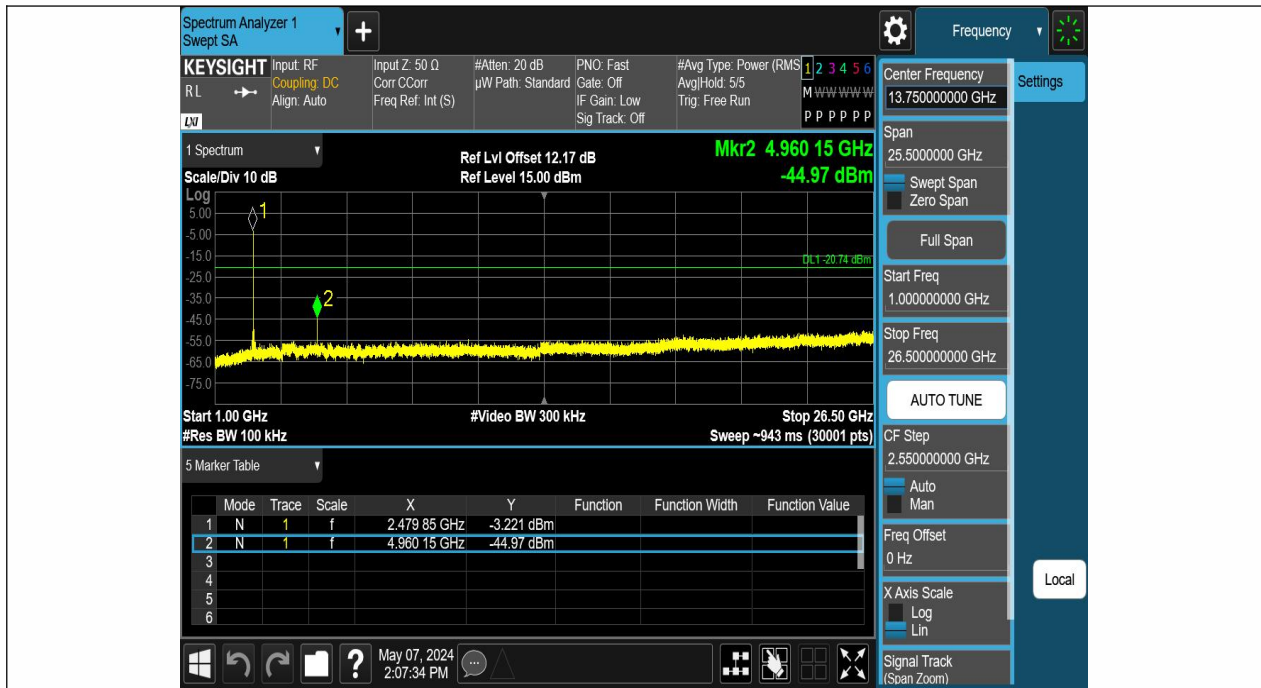 Spectrum Analyzer 1
Swept SA
+
Frequency
KEYSIGHT
RL
LXI
Input: RF
Coupling: DC
Align: Auto
Input Z: 50 Ω
Corr CCorr
Freq Ref: Int (S)
#Atten: 20 dB
µW Path: Standard
PNO: Fast
Gate: Off
IF Gain: Low
Sig Track: Off
#Avg Type: Power (RMS
Avg|Hold: 5/5
Trig: Free Run
1 2 3 4 5 6
M W W W W W
P P P P P P
1 Spectrum
Scale/Div 10 dB
Ref Lvl Offset 12.17 dB
Ref Level 15.00 dBm
Mkr2 4.960 15 GHz
-44.97 dBm
Log
5.00
-5.00
-15.0
-25.0
-35.0
-45.0
-55.0
-65.0
-75.0
1
2
DL1 -20.74 dBm
Start 1.00 GHz
#Res BW 100 kHz
#Video BW 300 kHz
Stop 26.50 GHz
Sweep ~943 ms (30001 pts)
5 Marker Table
Mode Trace Scale X Y Function Function Width Function Value
1 N 1 f 2.479 85 GHz -3.221 dBm
2 N 1 f 4.960 15 GHz -44.97 dBm
3
4
5
6
?
May 07, 2024
2:07:34 PM
Center Frequency
13.750000000 GHz
Span
25.5000000 GHz
Swept Span
Zero Span
Full Span
Start Freq
1.000000000 GHz
Stop Freq
26.500000000 GHz
AUTO TUNE
CF Step
2.550000000 GHz
Auto
Man
Freq Offset
0 Hz
X Axis Scale
Log
Lin
Signal Track
(Span Zoom)
Settings
Local